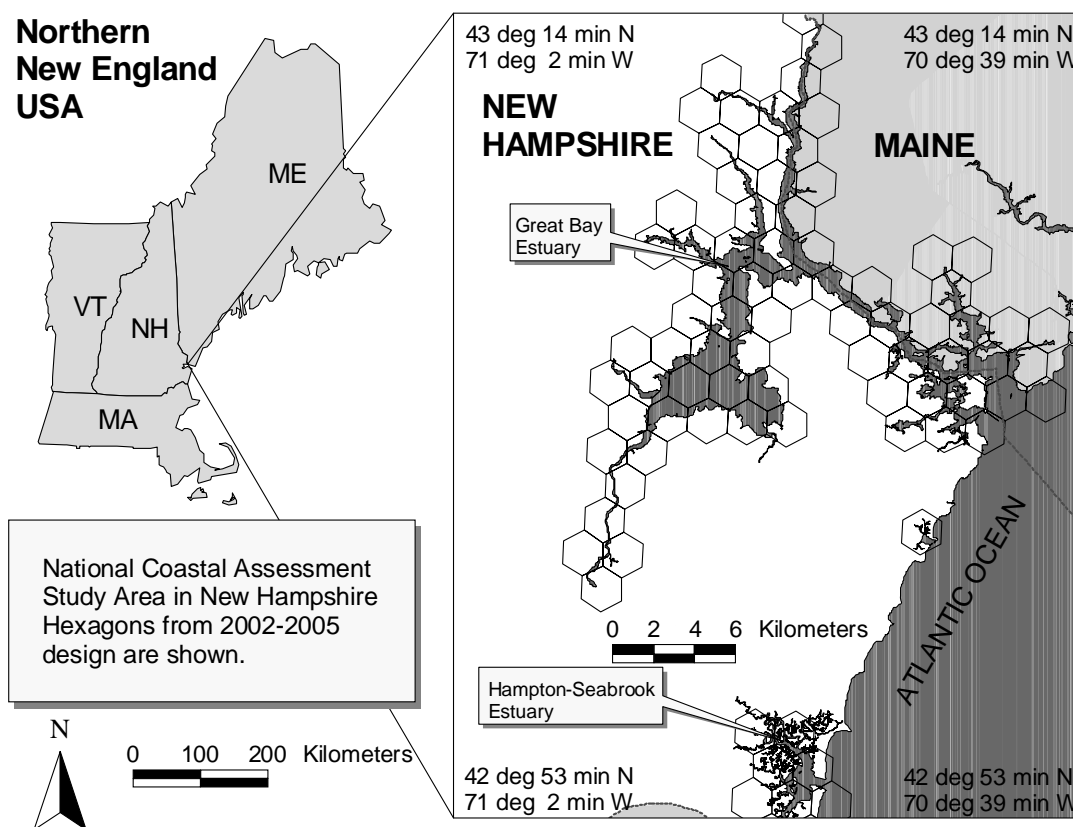 Northern
New England
USA
ME
VT
NH
MA
National Coastal Assessment
Study Area in New Hampshire
Hexagons from 2002-2005
design are shown.
N
0 100 200 Kilometers
43 deg 14 min N
71 deg 2 min W
43 deg 14 min N
70 deg 39 min W
NEW
HAMPSHIRE
MAINE
Great Bay
Estuary
ATLANTIC OCEAN
0 2 4 6 Kilometers
Hampton-Seabrook
Estuary
42 deg 53 min N
71 deg 2 min W
42 deg 53 min N
70 deg 39 min W